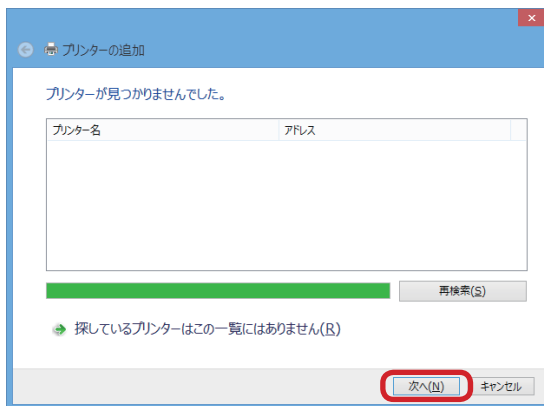 プリンターの追加
プリンターが見つかりませんでした。
プリンター名 アドレス
再検索(S)
探しているプリンターはこの一覧にはありません(R)
次へ(N) キャンセル